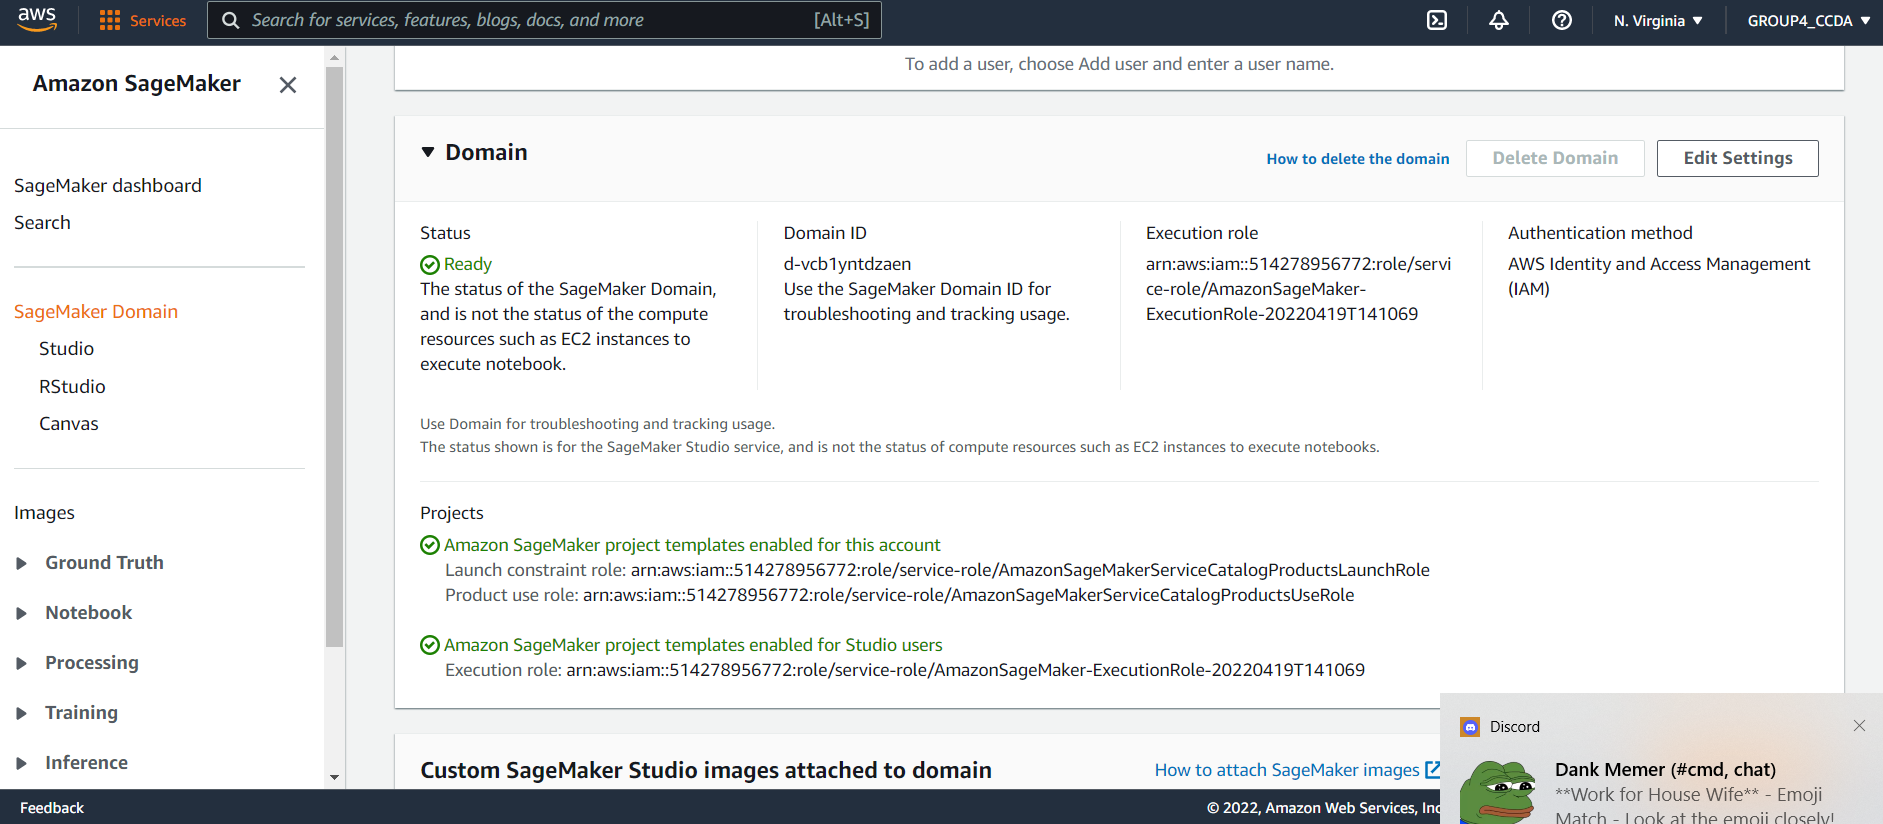 aws
Services
Search for services, features, blogs, docs, and more
[Alt+S]
N. Virginia ▼
GROUP4_CCDA ▼
Amazon SageMaker
SageMaker dashboard
Search
SageMaker Domain
Studio
RStudio
Canvas
Images
Ground Truth
Notebook
Processing
Training
Inference
To add a user, choose Add user and enter a user name.
Domain
How to delete the domain
Delete Domain
Edit Settings
Status
Ready
The status of the SageMaker Domain,
and is not the status of the compute
resources such as EC2 instances to
execute notebook.
Domain ID
d-vcb1yntdzaen
Use the SageMaker Domain ID for
troubleshooting and tracking usage.
Execution role
arn:aws:iam::514278956772:role/servi
ce-role/AmazonSageMaker-
ExecutionRole-20220419T141069
Authentication method
AWS Identity and Access Management
(IAM)
Use Domain for troubleshooting and tracking usage.
The status shown is for the SageMaker Studio service, and is not the status of compute resources such as EC2 instances to execute notebooks.
Projects
Amazon SageMaker project templates enabled for this account
Launch constraint role: arn:aws:iam::514278956772:role/service-role/AmazonSageMakerServiceCatalogProductsLaunchRole
Product use role: arn:aws:iam::514278956772:role/service-role/AmazonSageMakerServiceCatalogProductsUseRole
Amazon SageMaker project templates enabled for Studio users
Execution role: arn:aws:iam::514278956772:role/service-role/AmazonSageMaker-ExecutionRole-20220419T141069
Custom SageMaker Studio images attached to domain
How to attach SageMaker images
Discord
Dank Memer (#cmd, chat)
**Work for House Wife** - Emoji
Match - Look at the emoji closely!
Feedback
© 2022, Amazon Web Services, Inc